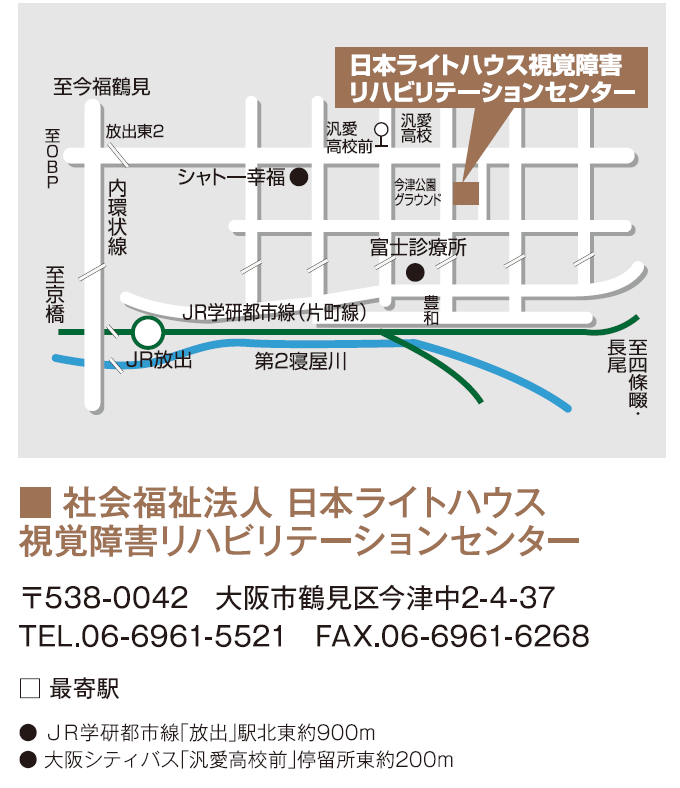 日本ライトハウス視覚障害
リハビリテーションセンター
至今福鶴見
至OBP
放出東2
汎愛
高校前
汎愛
高校
シャトー幸福
今津公園
グラウンド
内環状線
富士診療所
至京橋
豊和
JR学研都市線(片町線)
JR放出
第2寝屋川
至四條畷・
長尾
■ 社会福祉法人 日本ライトハウス
視覚障害リハビリテーションセンター
〒538-0042 大阪市鶴見区今津中2-4-37
TEL.06-6961-5521 FAX.06-6961-6268
□ 最寄駅
● JR学研都市線「放出」駅北東約900m
● 大阪シティバス「汎愛高校前」停留所東約200m